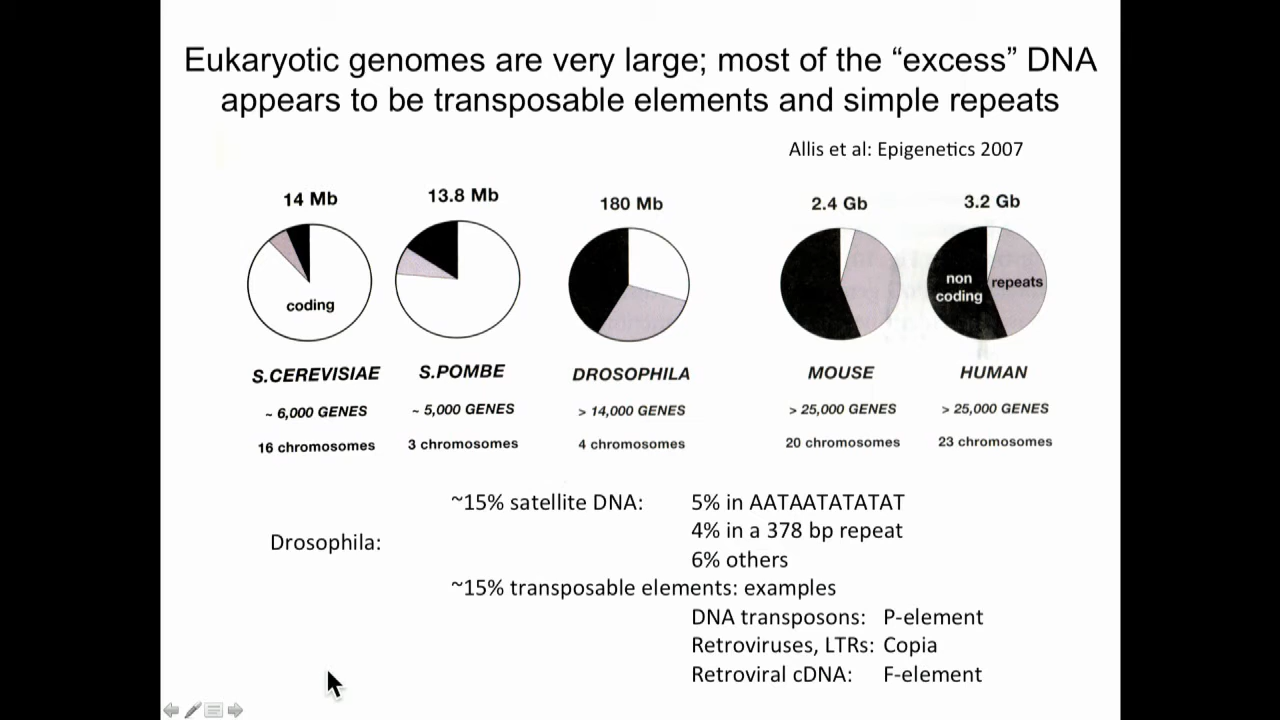 Eukaryotic genomes are very large; most of the “excess” DNA
appears to be transposable elements and simple repeats
Allis et al: Epigenetics 2007
14 Mb 13.8 Mb 180 Mb 2.4 Gb 3.2 Gb
coding
non
coding
repeats
S.CEREVISIAE S.POMBE DROSOPHILA MOUSE HUMAN
~ 6,000 GENES ~ 5,000 GENES > 14,000 GENES > 25,000 GENES > 25,000 GENES
16 chromosomes 3 chromosomes 4 chromosomes 20 chromosomes 23 chromosomes
~15% satellite DNA: 5% in AATAATATATAT
4% in a 378 bp repeat
Drosophila:
6% others
~15% transposable elements: examples
DNA transposons: P-element
Retroviruses, LTRs: Copia
Retroviral cDNA: F-element